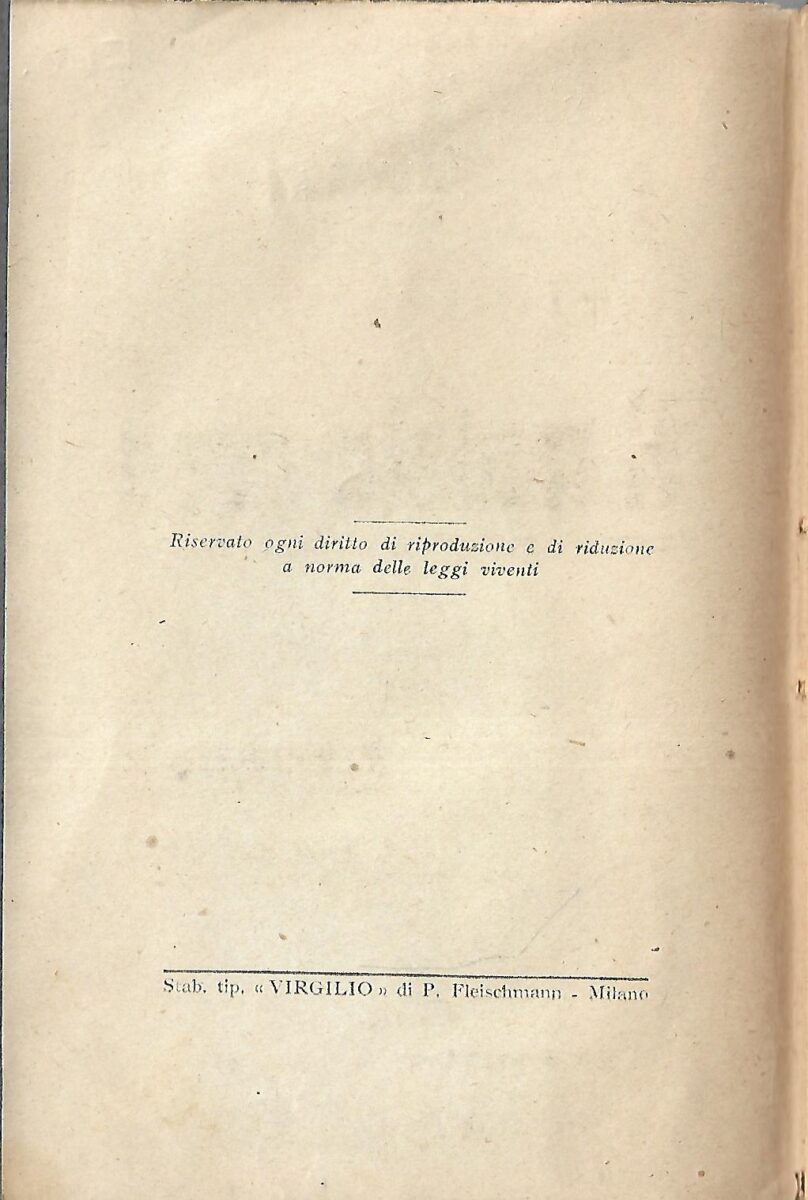 Riservato ogni diritto di riproduzione e di riduzione
a norma delle leggi viventi
Stab. tip. « VIRGILIO » di P. Fleischmann - Milano